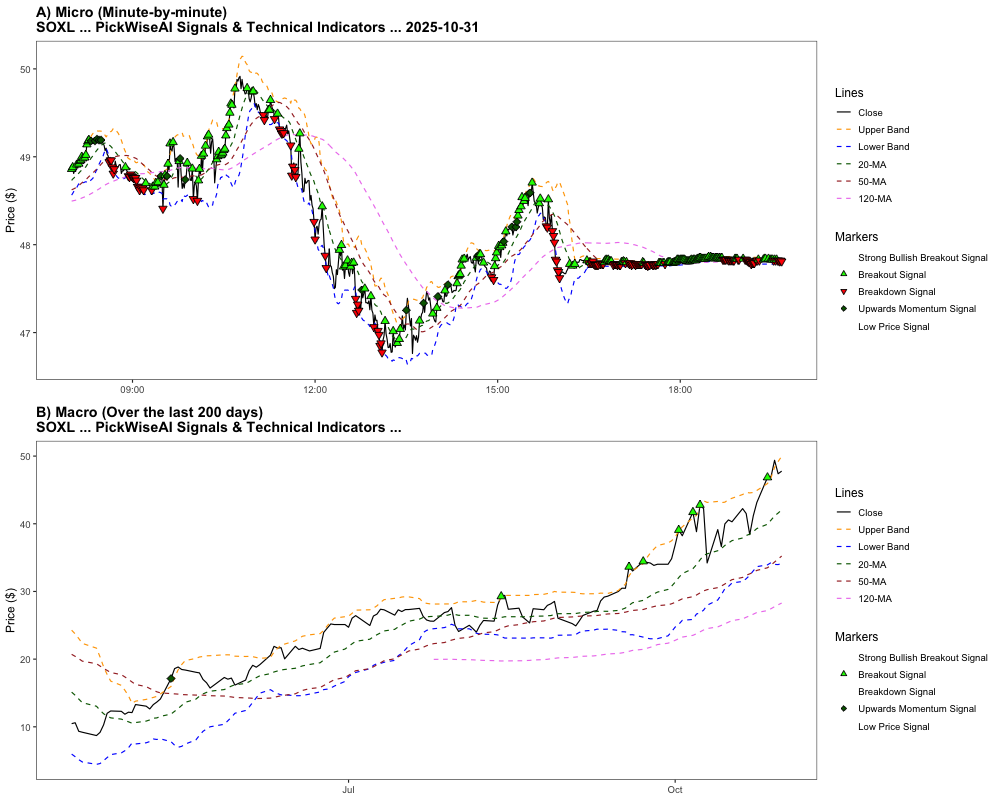 A) Micro (Minute-by-minute)
SOXL ... PickWiseAI Signals & Technical Indicators ... 2025-10-31
Price ($)
50
49
48
47
09:00
12:00
15:00
18:00
Lines
Close
Upper Band
Lower Band
20-MA
50-MA
120-MA
Markers
Strong Bullish Breakout Signal
Breakout Signal
Breakdown Signal
Upwards Momentum Signal
Low Price Signal
B) Macro (Over the last 200 days)
SOXL ... PickWiseAI Signals & Technical Indicators ...
Price ($)
50
40
30
20
10
Jul
Oct
Lines
Close
Upper Band
Lower Band
20-MA
50-MA
120-MA
Markers
Strong Bullish Breakout Signal
Breakout Signal
Breakdown Signal
Upwards Momentum Signal
Low Price Signal